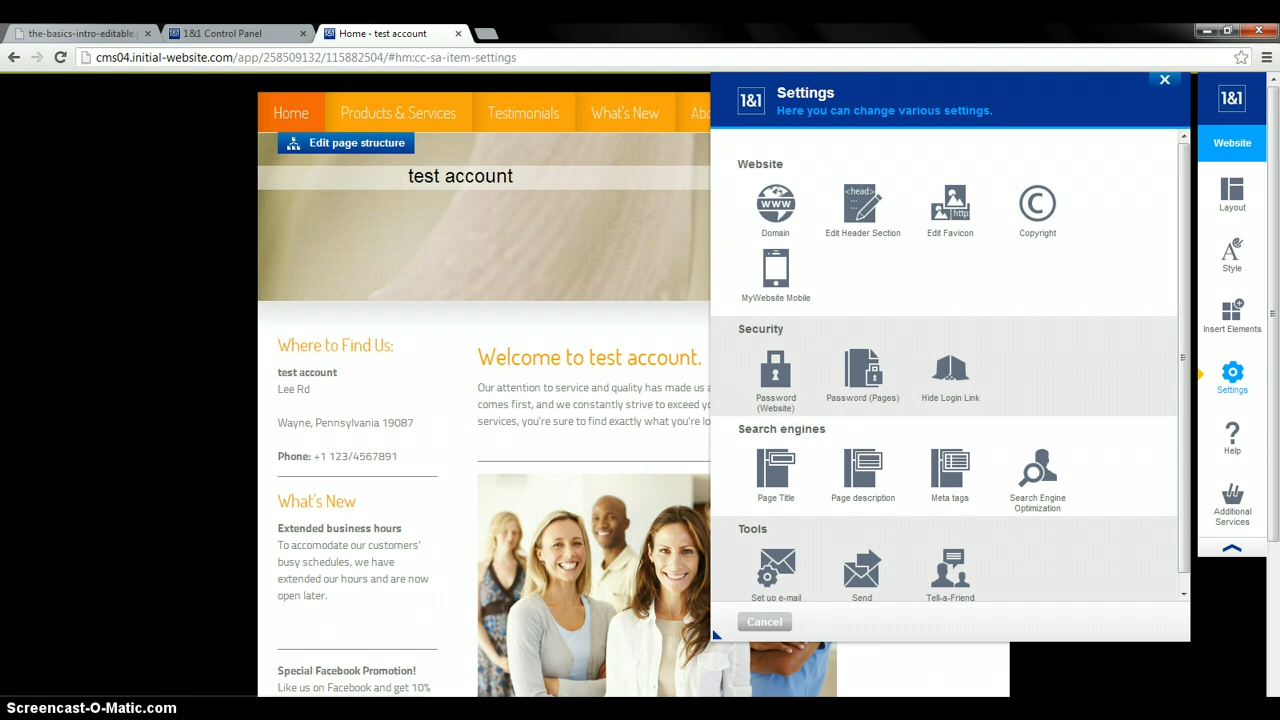 the-basics-intro-editable.
1&1 Control Panel
Home - test account
cms04.initial-website.com/app/258509132/115882504/#hm:cc-sa-item-settings
Home
Products & Services
Testimonials
What's New
Edit page structure
test account
Where to Find Us:
test account
Lee Rd
Wayne, Pennsylvania 19087
Phone: +1 123/4567891
What's New
Extended business hours
To accomodate our customers'
busy schedules, we have
extended our hours and are now
open later.
Special Facebook Promotion!
Like us on Facebook and get 10%
Welcome to test account.
Our attention to service and quality has made us a
comes first, and we constantly strive to exceed yo
services, you're sure to find exactly what you're lo
1&1
Settings
Here you can change various settings.
Website
WWW
<head>
http
Domain
Edit Header Section
Edit Favicon
Copyright
MyWebsite Mobile
Security
Password
(Website)
Password (Pages)
Hide Login Link
Search engines
Page Title
Page description
Meta tags
Search Engine
Optimization
Tools
Set up e-mail
Send
Tell-a-Friend
Cancel
1&1
Website
Layout
Style
Insert Elements
Settings
Help
Additional
Services
Screencast-O-Matic.com